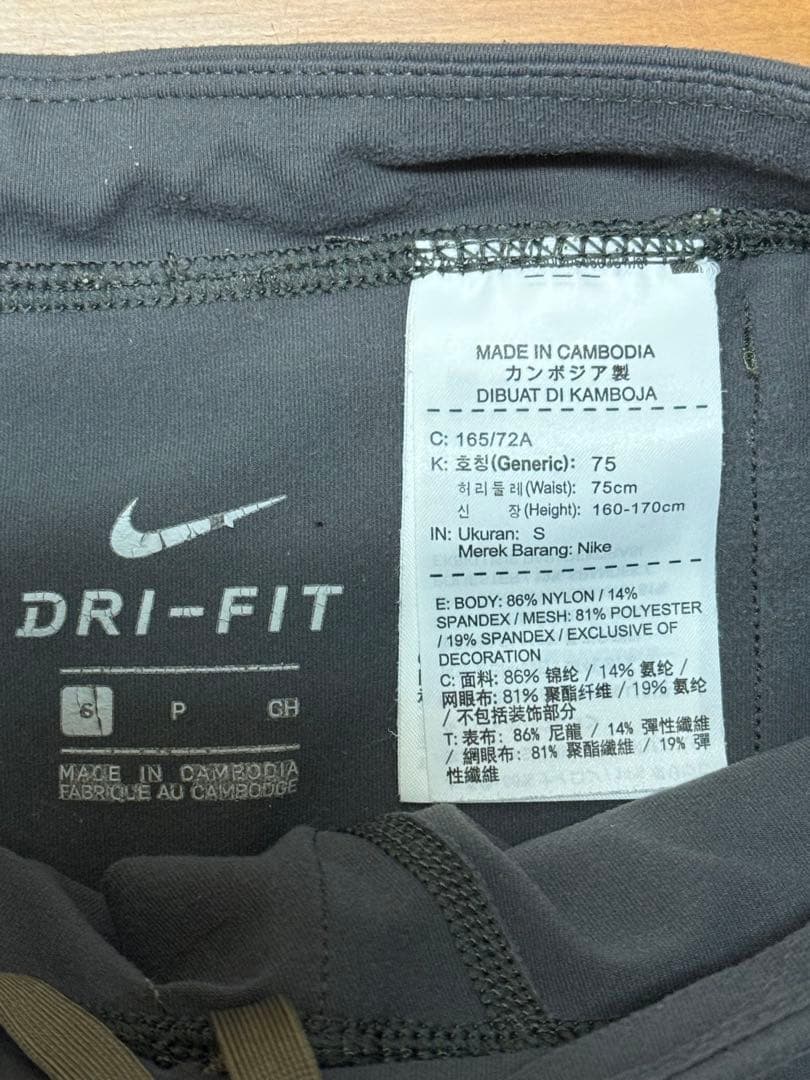 MADE IN CAMBODIA
カンボジア製
DIBUAT DI KAMBOJA
C: 165/72A
K: 호칭(Generic): 75
허리둘레(Waist): 75cm
신 장(Height): 160-170cm
IN: Ukuran: S
Merek Barang: Nike
E: BODY: 86% NYLON / 14%
SPANDEX / MESH: 81% POLYESTER
/ 19% SPANDEX / EXCLUSIVE OF
DECORATION
C: 面料: 86% 锦纶 / 14% 氨纶 /
网眼布: 81% 聚酯纤维 / 19% 氨纶
/ 不包括装饰部分
T: 表布: 86% 尼龍 / 14% 彈性纖維
/ 網眼布: 81% 聚酯纖維 / 19% 彈
性纖維
DRI-FIT
S P CH
MADE IN CAMBODIA
FABRIQUE AU CAMBODGE